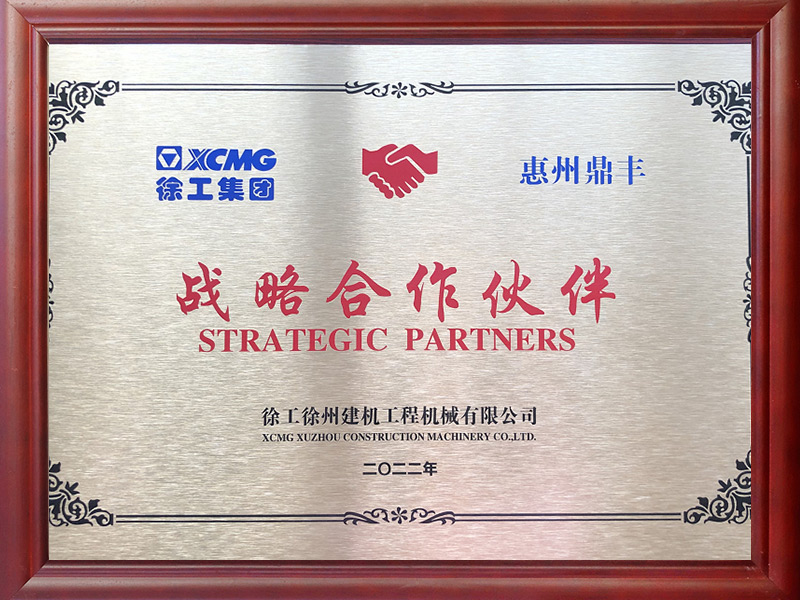 XCMG
徐工集团
惠州鼎丰
战略合作伙伴
STRATEGIC PARTNERS
徐工徐州建机工程机械有限公司
XCMG XUZHOU CONSTRUCTION MACHINERY CO.,LTD.
二〇二二年